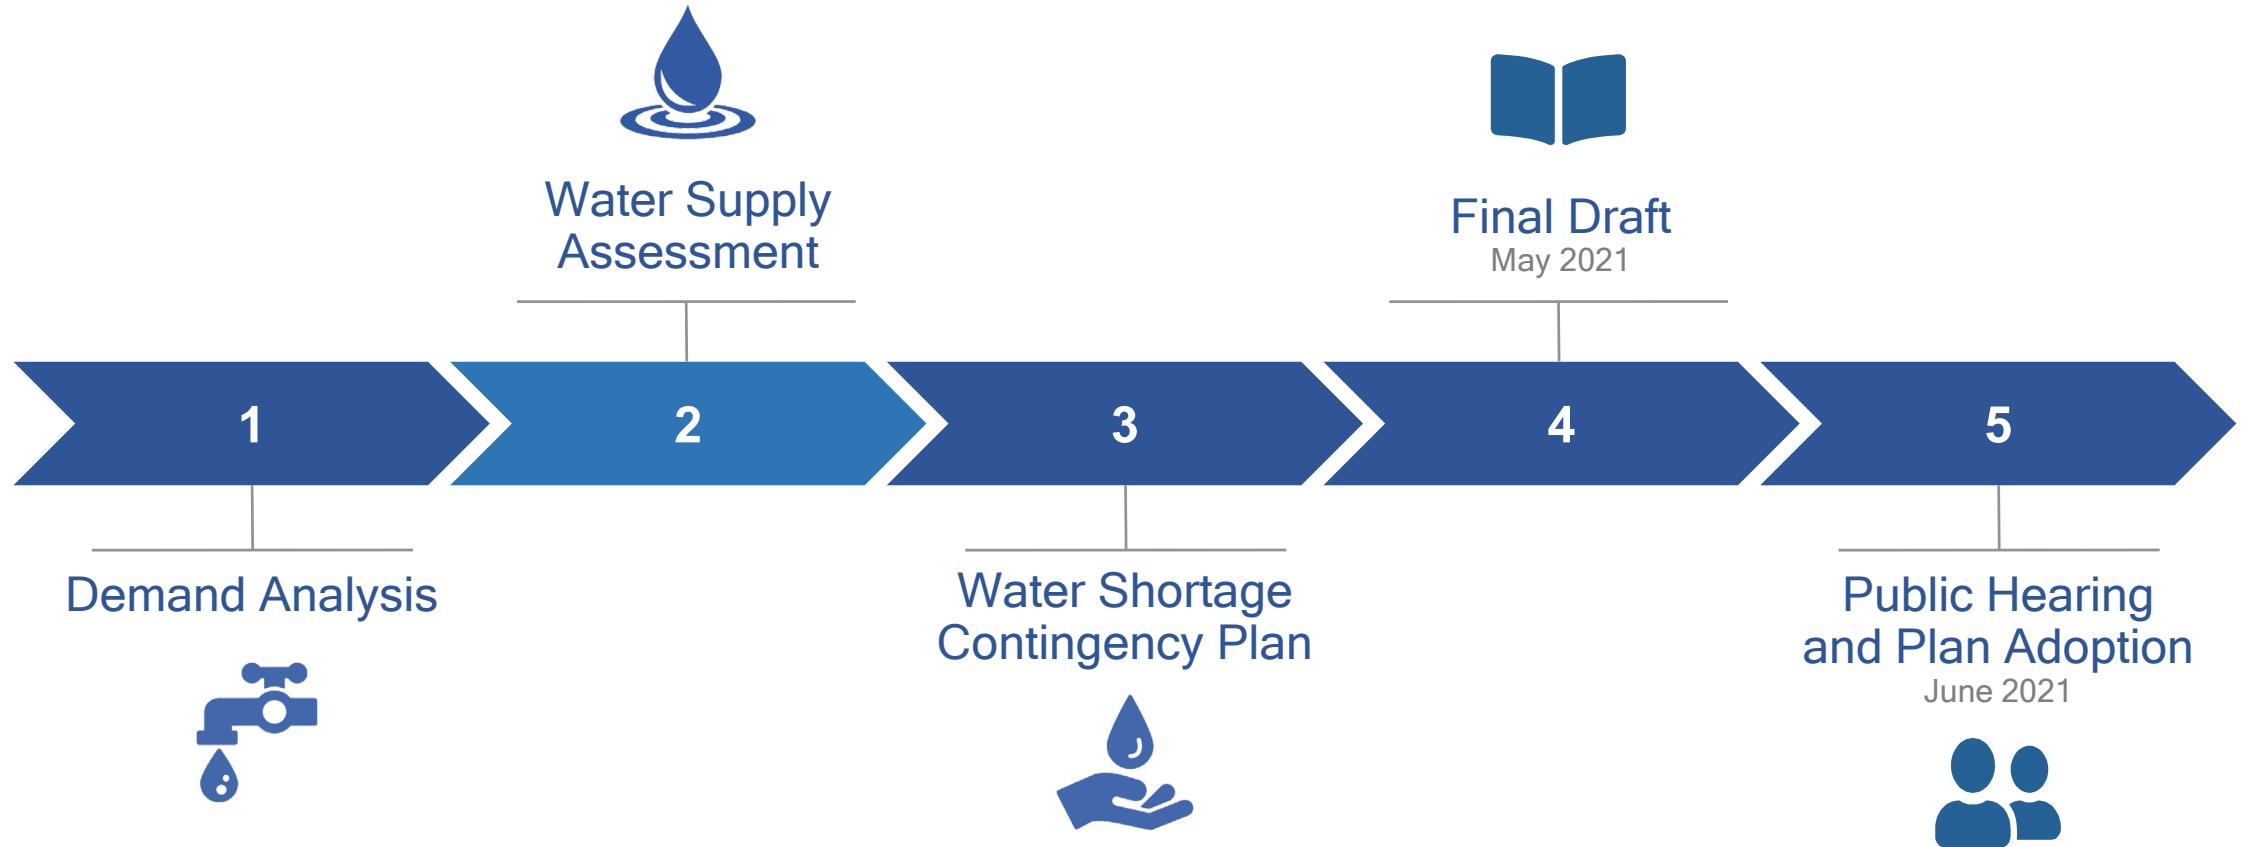 Water Supply
Assessment
Final Draft
May 2021
1
2
3
4
5
Demand Analysis
Water Shortage
Contingency Plan
Public Hearing
and Plan Adoption
June 2021